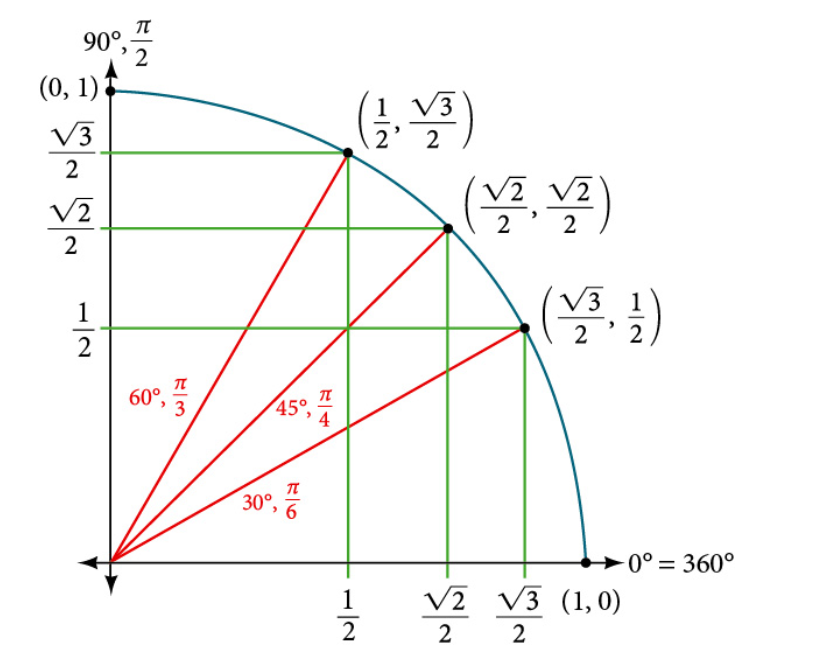 90°, π/2
(0, 1)
(1/2, √3/2)
√3/2
(√2/2, √2/2)
√2/2
(√3/2, 1/2)
1/2
60°, π/3
45°, π/4
30°, π/6
0° = 360°
1/2 √2/2 √3/2 (1, 0)